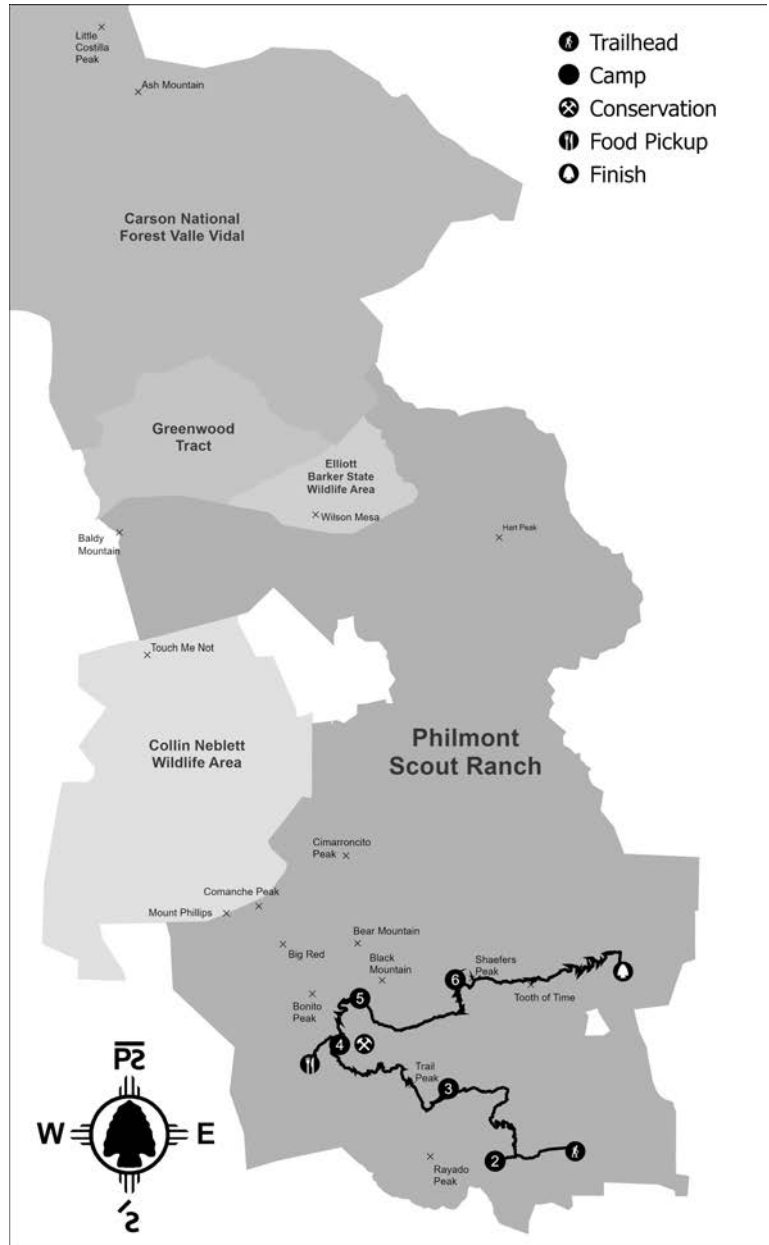 Little
Costilla
Peak
Ash Mountain
Trailhead
Camp
Conservation
Food Pickup
Finish
Carson National
Forest Valle Vidal
Greenwood
Tract
Elliott
Barker State
Wildlife Area
Wilson Mesa
Hart Peak
Baldy
Mountain
Touch Me Not
Collin Neblett
Wildlife Area
Philmont
Scout Ranch
Cimarroncito
Peak
Comanche Peak
Mount Phillips
Bear Mountain
Big Red
Black
Mountain
Shaefers
Peak
6
Tooth of Time
Bonito
Peak
5
4
Trail
Peak
3
2
Rayado
Peak
W
E